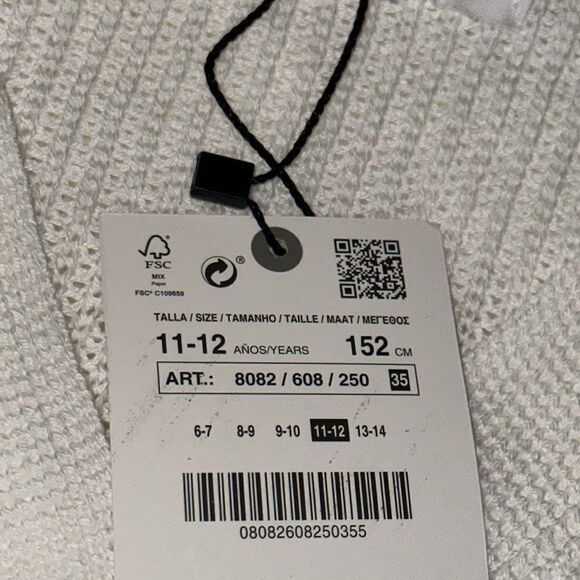 FSC
MIX
Paper
FSC® C109659
®
TALLA / SIZE / TAMANHO / TAILLE / MAAT / ΜΕΓΕΘΟΣ
11-12 AÑOS/YEARS 152 CM
ART.: 8082 / 608 / 250 35
6-7 8-9 9-10 11-12 13-14
08082608250355